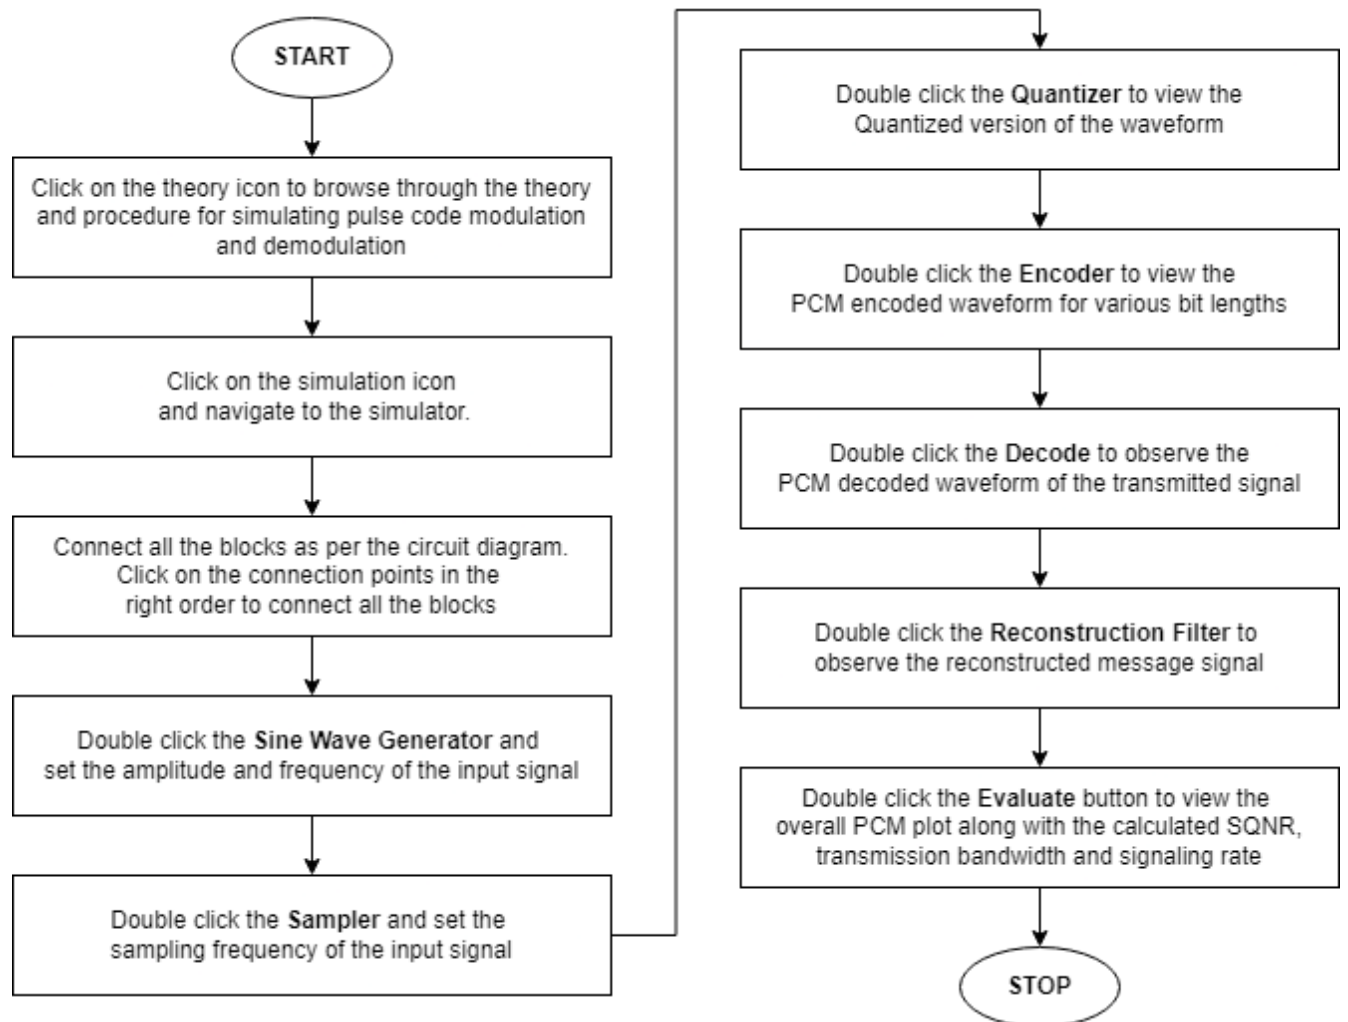 START
Click on the theory icon to browse through the theory
and procedure for simulating pulse code modulation
and demodulation
Click on the simulation icon
and navigate to the simulator.
Connect all the blocks as per the circuit diagram.
Click on the connection points in the
right order to connect all the blocks
Double click the Sine Wave Generator and
set the amplitude and frequency of the input signal
Double click the Sampler and set the
sampling frequency of the input signal
Double click the Quantizer to view the
Quantized version of the waveform
Double click the Encoder to view the
PCM encoded waveform for various bit lengths
Double click the Decode to observe the
PCM decoded waveform of the transmitted signal
Double click the Reconstruction Filter to
observe the reconstructed message signal
Double click the Evaluate button to view the
overall PCM plot along with the calculated SQNR,
transmission bandwidth and signaling rate
STOP